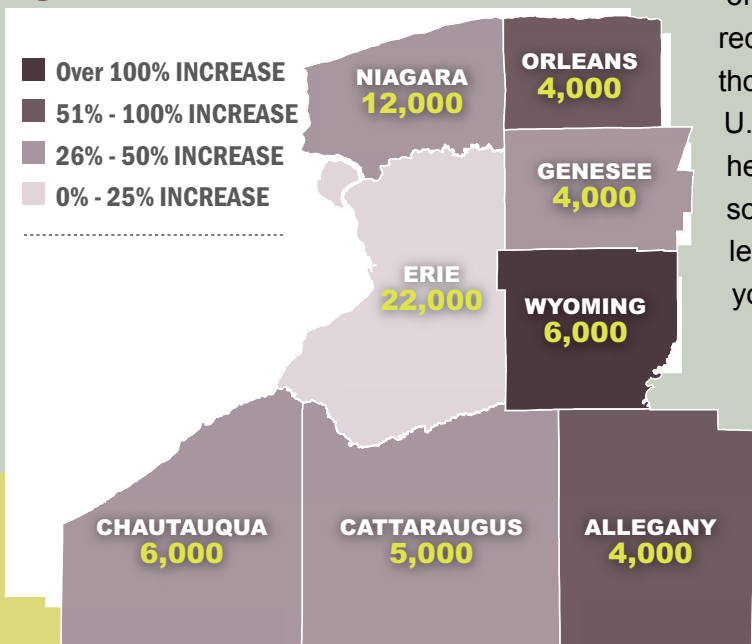 Over 100% INCREASE
51% - 100% INCREASE
26% - 50% INCREASE
0% - 25% INCREASE
NIAGARA
12,000
ORLEANS
4,000
GENESEE
4,000
ERIE
22,000
WYOMING
6,000
CHAUTAUQUA
6,000
CATTARAUGUS
5,000
ALLEGANY
4,000
U.